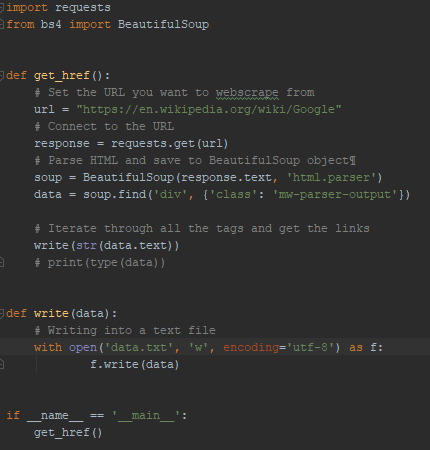 import requests
from bs4 import BeautifulSoup
def get_href():
# Set the URL you want to webscrape from
url = "https://en.wikipedia.org/wiki/Google"
# Connect to the URL
response = requests.get(url)
# Parse HTML and save to BeautifulSoup object¶
soup = BeautifulSoup(response.text, 'html.parser')
data = soup.find('div', {'class': 'mw-parser-output'})
# Iterate through all the tags and get the links
write(str(data.text))
# print(type(data))
def write(data):
# Writing into a text file
with open('data.txt', 'w', encoding='utf-8') as f:
f.write(data)
if __name__ == '__main__':
get_href()